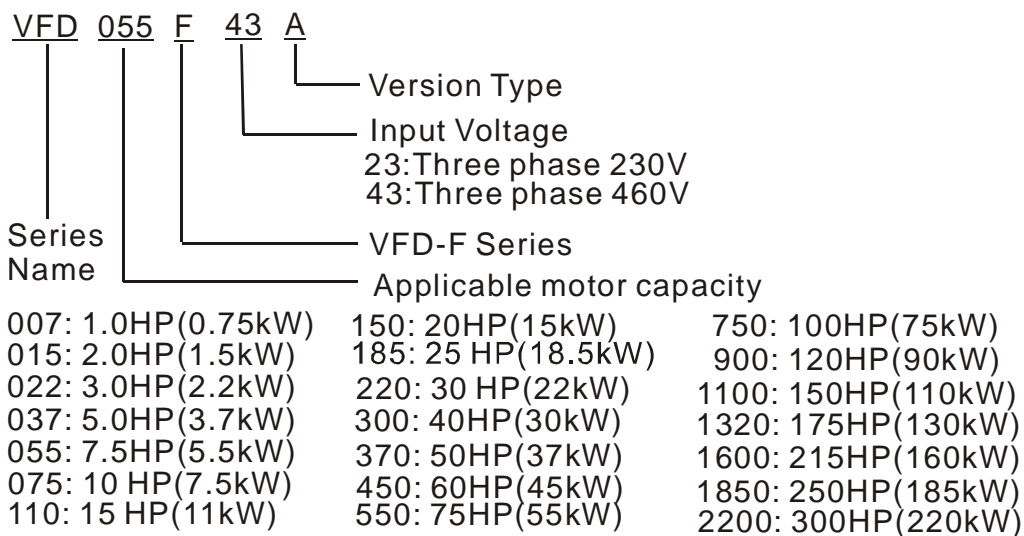 VFD 055 F 43 A
Version Type
Input Voltage
23:Three phase 230V
43:Three phase 460V
Series
Name
VFD-F Series
Applicable motor capacity
007: 1.0HP(0.75kW) 150: 20HP(15kW) 750: 100HP(75kW)
015: 2.0HP(1.5kW) 185: 25 HP(18.5kW) 900: 120HP(90kW)
022: 3.0HP(2.2kW) 220: 30 HP(22kW) 1100: 150HP(110kW)
037: 5.0HP(3.7kW) 300: 40HP(30kW) 1320: 175HP(130kW)
055: 7.5HP(5.5kW) 370: 50HP(37kW) 1600: 215HP(160kW)
075: 10 HP(7.5kW) 450: 60HP(45kW) 1850: 250HP(185kW)
110: 15 HP(11kW) 550: 75HP(55kW) 2200: 300HP(220kW)